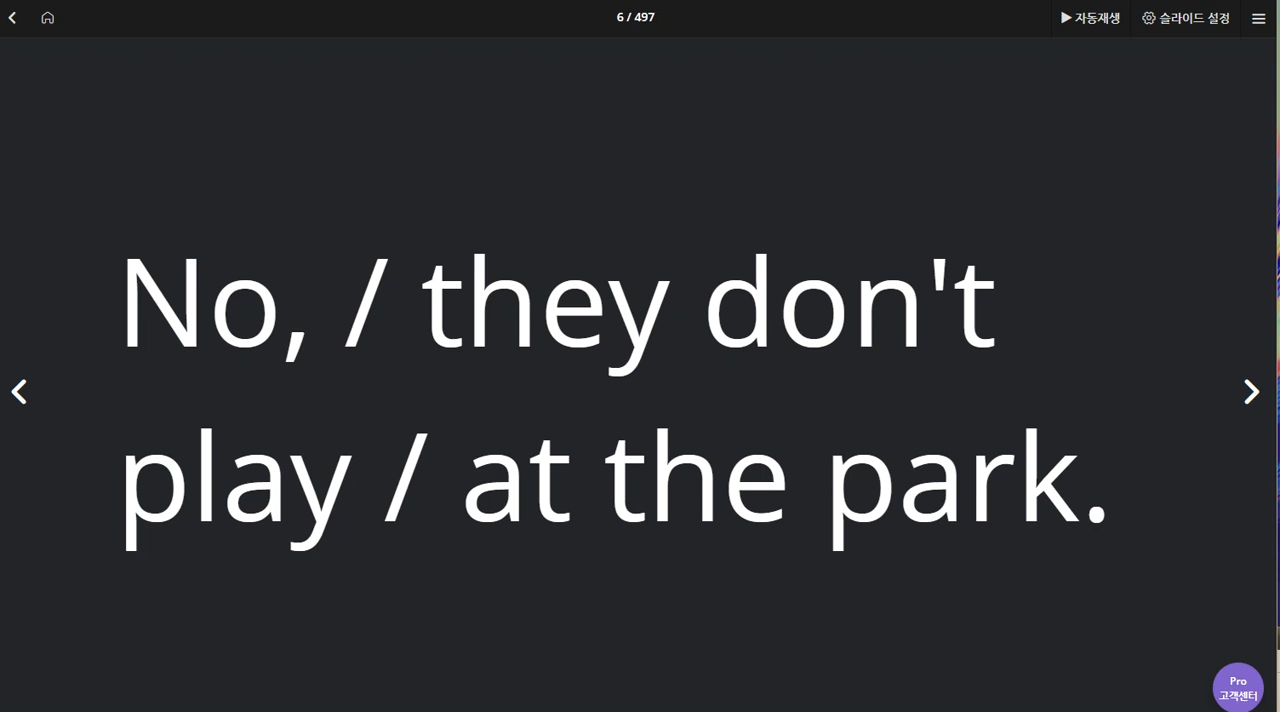 6 / 497
자동재생
슬라이드 설정
No, / they don't
play / at the park.
Pro
고객센터